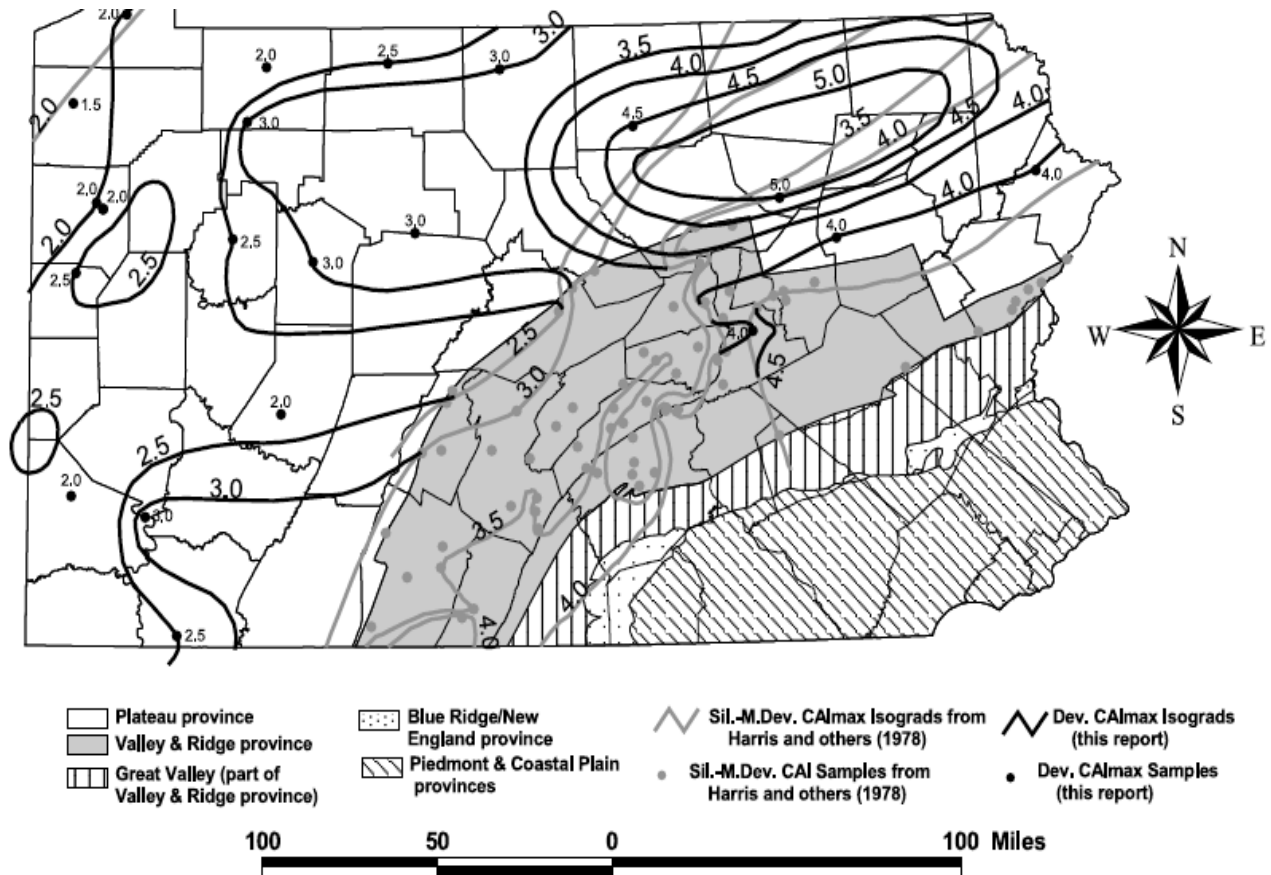 2.0
2.5
3.0
3.5
4.0
4.5
5.0
2.0
3.0
2.0
1.5
3.0
4.5
3.5
4.0
4.5
4.0
4.0
5.0
2.0
2.0
2.0
2.5
3.0
4.0
2.5
3.0
2.5
2.5
N
W E
S
4.0
4.5
2.5
3.0
2.5
2.0
2.5
2.0
3.0
3.0
3.5
4.0
4.0
2.5
Plateau province
Valley & Ridge province
Great Valley (part of
Valley & Ridge province)
Blue Ridge/New
England province
Piedmont & Coastal Plain
provinces
Sil.-M.Dev. CAImax Isograds from
Harris and others (1978)
Sil.-M.Dev. CAI Samples from
Harris and others (1978)
Dev. CAImax Isograds
(this report)
Dev. CAImax Samples
(this report)
100 50 0 100 Miles